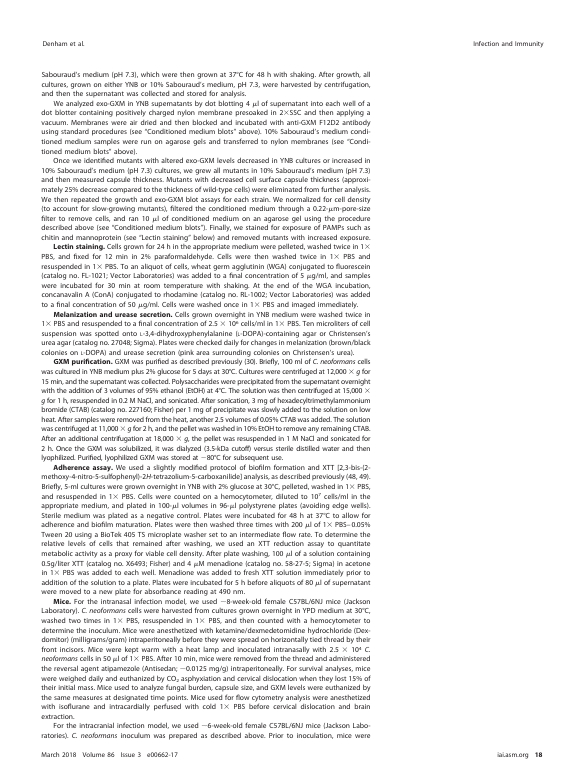 Denham et al.
Infection and Immunity
Sabouraud's medium (pH 7.3), which were then grown at 37°C for 48 h with shaking. After growth, all
cultures, grown on either YNB or 10% Sabouraud's medium, pH 7.3, were harvested by centrifugation,
and then the supernatant was collected and stored for analysis.
We analyzed exo-GXM in YNB supernatants by dot blotting 4 μl of supernatant into each well of a
dot blotter containing positively charged nylon membrane presoaked in 2×SSC and then applying a
vacuum. Membranes were air dried and then blocked and incubated with anti-GXM F12D2 antibody
using standard procedures (see "Conditioned medium blots" above). 10% Sabouraud's medium condi-
tioned medium samples were run on agarose gels and transferred to nylon membranes (see "Condi-
tioned medium blots" above).
Once we identified mutants with altered exo-GXM levels decreased in YNB cultures or increased in
10% Sabouraud's medium (pH 7.3) cultures, we grew all mutants in 10% Sabouraud's medium (pH 7.3)
and then measured capsule thickness. Mutants with decreased cell surface capsule thickness (approxi-
mately 25% decrease compared to the thickness of wild-type cells) were eliminated from further analysis.
We then repeated the growth and exo-GXM blot assays for each strain. We normalized for cell density
(to account for slow-growing mutants), filtered the conditioned medium through a 0.22-μm-pore-size
filter to remove cells, and ran 10 μl of conditioned medium on an agarose gel using the procedure
described above (see "Conditioned medium blots"). Finally, we stained for exposure of PAMPs such as
chitin and mannoprotein (see "Lectin staining" below) and removed mutants with increased exposure.
Lectin staining. Cells grown for 24 h in the appropriate medium were pelleted, washed twice in 1×
PBS, and fixed for 12 min in 2% paraformaldehyde. Cells were then washed twice in 1× PBS and
resuspended in 1× PBS. To an aliquot of cells, wheat germ agglutinin (WGA) conjugated to fluorescein
(catalog no. FL-1021; Vector Laboratories) was added to a final concentration of 5 μg/ml, and samples
were incubated for 30 min at room temperature with shaking. At the end of the WGA incubation,
concanavalin A (ConA) conjugated to rhodamine (catalog no. RL-1002; Vector Laboratories) was added
to a final concentration of 50 μg/ml. Cells were washed once in 1× PBS and imaged immediately.
Melanization and urease secretion. Cells grown overnight in YNB medium were washed twice in
1× PBS and resuspended to a final concentration of 2.5 × 10⁶ cells/ml in 1× PBS. Ten microliters of cell
suspension was spotted onto L-3,4-dihydroxyphenylalanine (L-DOPA)-containing agar or Christensen's
urea agar (catalog no. 27048; Sigma). Plates were checked daily for changes in melanization (brown/black
colonies on L-DOPA) and urease secretion (pink area surrounding colonies on Christensen's urea).
GXM purification. GXM was purified as described previously (30). Briefly, 100 ml of C. neoformans cells
was cultured in YNB medium plus 2% glucose for 5 days at 30°C. Cultures were centrifuged at 12,000 × g for
15 min, and the supernatant was collected. Polysaccharides were precipitated from the supernatant overnight
with the addition of 3 volumes of 95% ethanol (EtOH) at 4°C. The solution was then centrifuged at 15,000 ×
g for 1 h, resuspended in 0.2 M NaCl, and sonicated. After sonication, 3 mg of hexadecyltrimethylammonium
bromide (CTAB) (catalog no. 227160; Fisher) per 1 mg of precipitate was slowly added to the solution on low
heat. After samples were removed from the heat, another 2.5 volumes of 0.05% CTAB was added. The solution
was centrifuged at 11,000 × g for 2 h, and the pellet was washed in 10% EtOH to remove any remaining CTAB.
After an additional centrifugation at 18,000 × g, the pellet was resuspended in 1 M NaCl and sonicated for
2 h. Once the GXM was solubilized, it was dialyzed (3.5-kDa cutoff) versus sterile distilled water and then
lyophilized. Purified, lyophilized GXM was stored at −80°C for subsequent use.
Adherence assay. We used a slightly modified protocol of biofilm formation and XTT [2,3-bis-(2-
methoxy-4-nitro-5-sulfophenyl)-2H-tetrazolium-5-carboxanilide] analysis, as described previously (48, 49).
Briefly, 5-ml cultures were grown overnight in YNB with 2% glucose at 30°C, pelleted, washed in 1× PBS,
and resuspended in 1× PBS. Cells were counted on a hemocytometer, diluted to 10⁷ cells/ml in the
appropriate medium, and plated in 100-μl volumes in 96-μl polystyrene plates (avoiding edge wells).
Sterile medium was plated as a negative control. Plates were incubated for 48 h at 37°C to allow for
adherence and biofilm maturation. Plates were then washed three times with 200 μl of 1× PBS–0.05%
Tween 20 using a BioTek 405 TS microplate washer set to an intermediate flow rate. To determine the
relative levels of cells that remained after washing, we used an XTT reduction assay to quantitate
metabolic activity as a proxy for viable cell density. After plate washing, 100 μl of a solution containing
0.5g/liter XTT (catalog no. X6493; Fisher) and 4 μM menadione (catalog no. 58-27-5; Sigma) in acetone
in 1× PBS was added to each well. Menadione was added to fresh XTT solution immediately prior to
addition of the solution to a plate. Plates were incubated for 5 h before aliquots of 80 μl of supernatant
were moved to a new plate for absorbance reading at 490 nm.
Mice. For the intranasal infection model, we used ~8-week-old female C57BL/6NJ mice (Jackson
Laboratory). C. neoformans cells were harvested from cultures grown overnight in YPD medium at 30°C,
washed two times in 1× PBS, resuspended in 1× PBS, and then counted with a hemocytometer to
determine the inoculum. Mice were anesthetized with ketamine/dexmedetomidine hydrochloride (Dex-
domitor) (milligrams/gram) intraperitoneally before they were spread on horizontally tied thread by their
front incisors. Mice were kept warm with a heat lamp and inoculated intranasally with 2.5 × 10⁴ C.
neoformans cells in 50 μl of 1× PBS. After 10 min, mice were removed from the thread and administered
the reversal agent atipamezole (Antisedan; ~0.0125 mg/g) intraperitoneally. For survival analyses, mice
were weighed daily and euthanized by CO₂ asphyxiation and cervical dislocation when they lost 15% of
their initial mass. Mice used to analyze fungal burden, capsule size, and GXM levels were euthanized by
the same measures at designated time points. Mice used for flow cytometry analysis were anesthetized
with isoflurane and intracardially perfused with cold 1× PBS before cervical dislocation and brain
extraction.
For the intracranial infection model, we used ~6-week-old female C57BL/6NJ mice (Jackson Labo-
ratories). C. neoformans inoculum was prepared as described above. Prior to inoculation, mice were
March 2018 Volume 86 Issue 3 e00662-17
iai.asm.org 18